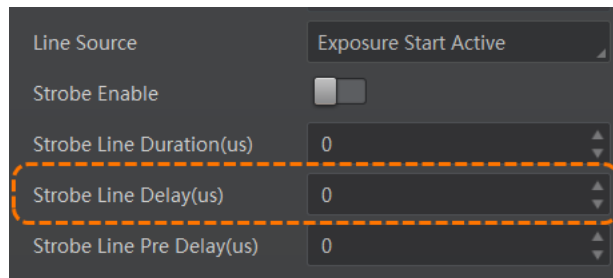 Line Source Exposure Start Active
Strobe Enable
Strobe Line Duration(us) 0
Strobe Line Delay(us) 0
Strobe Line Pre Delay(us) 0